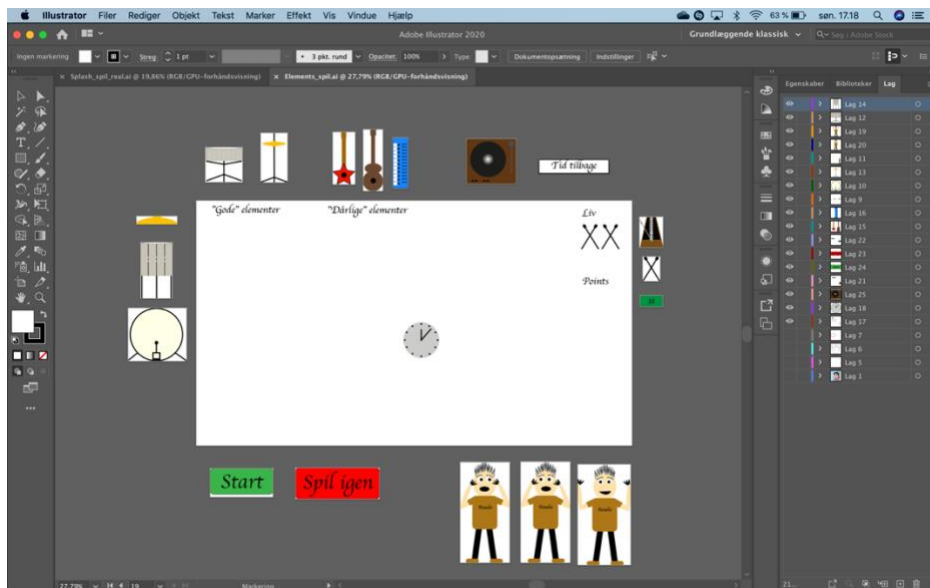 Illustrator Filer Rediger Objekt Tekst Marker Effekt Vis Vindue Hjælp
63 % søn. 17.18
Adobe Illustrator 2020
Grundlæggende klassisk
Søg i Adobe Stock
Ingen markering Streg: 1 pt 3 pkt. rund Opacitet: 100% Type: Dokumentopsætning Indstillinger
× Splash_spil_real.ai @ 19,86% (RGB/GPU-forhåndsvisning) × Elements_spil.ai @ 27,79% (RGB/GPU-forhåndsvisning)
Egenskaber Biblioteker Lag
Lag 14
Lag 12
Lag 19
Lag 20
Lag 11
Lag 13
Lag 10
Lag 9
Lag 16
Lag 15
Lag 22
Lag 23
Lag 24
Lag 21
Lag 25
Lag 18
Lag 17
Lag 7
Lag 6
Lag 5
Lag 1
Tid tilbage
"Gode" elementer "Dårlige" elementer
Liv
Points
Start Spil igen
27,79% 19 Markering
21...